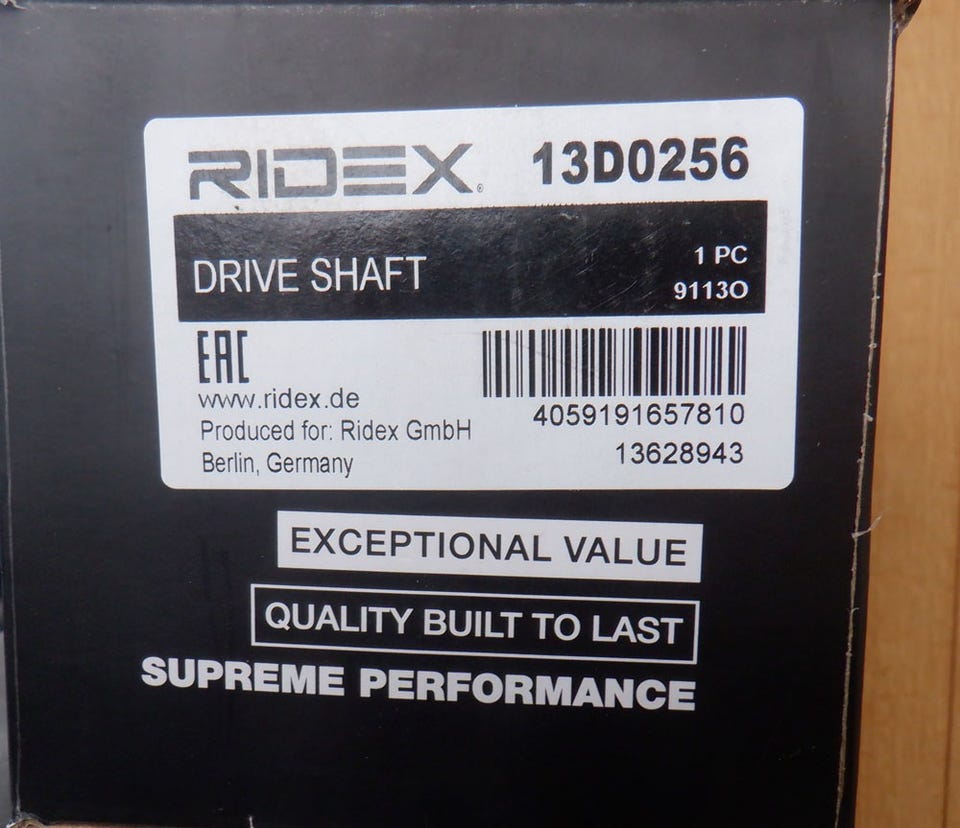 RIDEX® 13D0256
DRIVE SHAFT
1 PC
9113O
EAC
www.ridex.de
Produced for: Ridex GmbH
Berlin, Germany
4059191657810
13628943
EXCEPTIONAL VALUE
QUALITY BUILT TO LAST
SUPREME PERFORMANCE